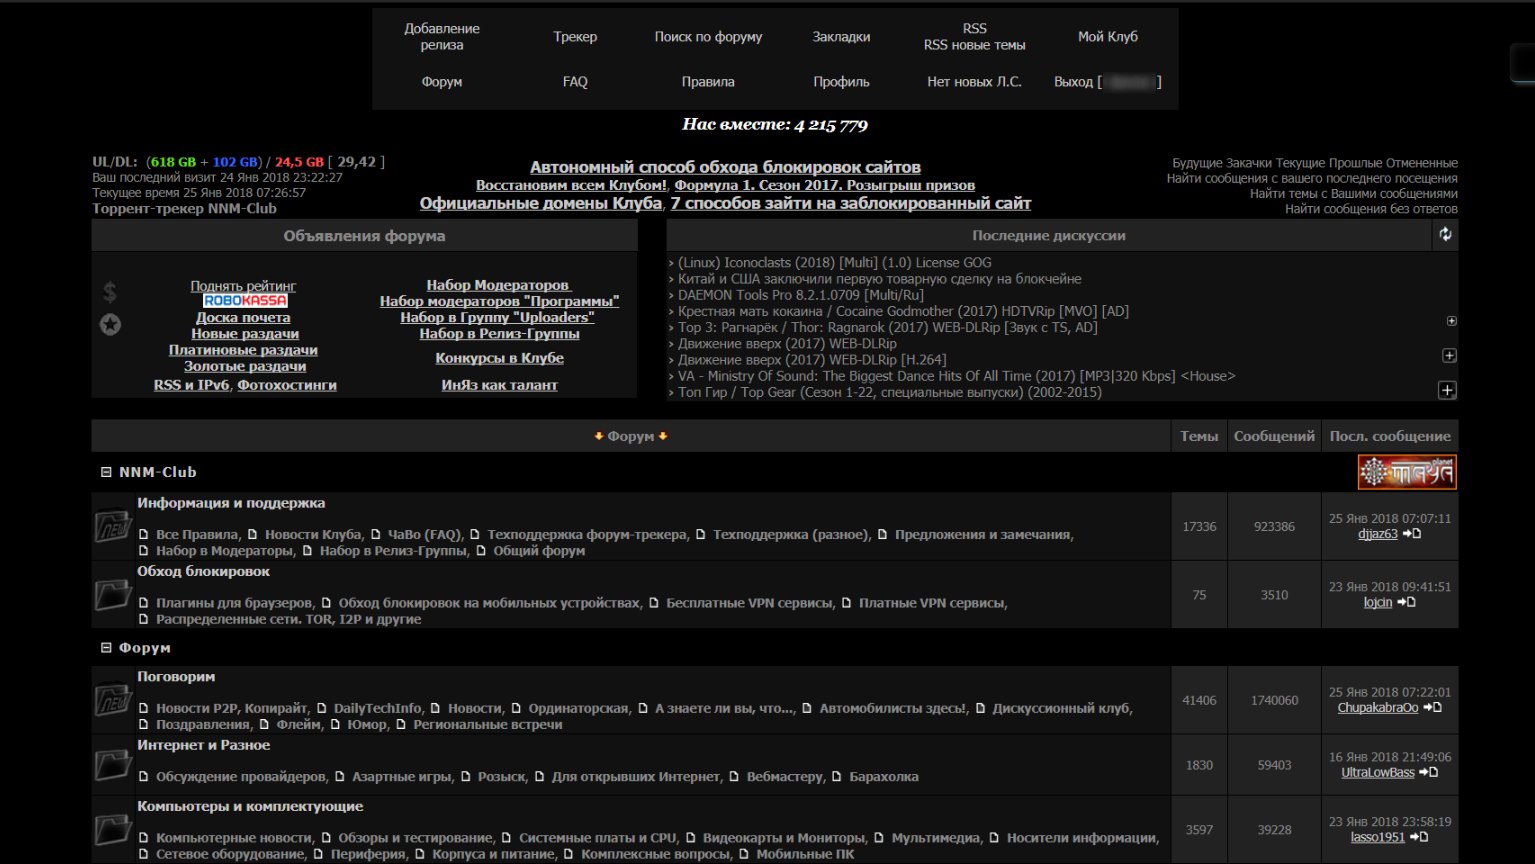 Добавление релиза
Трекер
Поиск по форуму
Закладки
RSS
RSS новые темы
Мой Клуб
Форум
FAQ
Правила
Профиль
Нет новых Л.С.
Выход [ ]
Нас вместе: 4 215 779
UL/DL: (618 GB + 102 GB) / 24,5 GB [ 29,42 ]
Ваш последний визит 24 Янв 2018 23:22:27
Текущее время 25 Янв 2018 07:26:57
Торрент-трекер NNM-Club
Автономный способ обхода блокировок сайтов
Восстановим всем Клубом!, Формула 1. Сезон 2017. Розыгрыш призов
Официальные домены Клуба, 7 способов зайти на заблокированный сайт
Будущие Закачки Текущие Прошлые Отмененные
Найти сообщения с вашего последнего посещения
Найти темы с Вашими сообщениями
Найти сообщения без ответов
Объявления форума
Поднять рейтинг
ROBOKASSA
Доска почета
Новые раздачи
Платиновые раздачи
Золотые раздачи
RSS и IPv6, Фотохостинги
Набор Модераторов
Набор модераторов "Программы"
Набор в Группу "Uploaders"
Набор в Релиз-Группы
Конкурсы в Клубе
ИнЯз как талант
Последние дискуссии
› (Linux) Iconoclasts (2018) [Multi] (1.0) License GOG
› Китай и США заключили первую товарную сделку на блокчейне
› DAEMON Tools Pro 8.2.1.0709 [Multi/Ru]
› Крестная мать кокаина / Cocaine Godmother (2017) HDTVRip [MVO] [AD]
› Тор 3: Рагнарёк / Thor: Ragnarok (2017) WEB-DLRip [Звук с TS, AD]
› Движение вверх (2017) WEB-DLRip
› Движение вверх (2017) WEB-DLRip [H.264]
› VA - Ministry Of Sound: The Biggest Dance Hits Of All Time (2017) [MP3|320 Kbps] <House>
› Топ Гир / Top Gear (Сезон 1-22, специальные выпуски) (2002-2015)
Форум
Темы
Сообщений
Посл. сообщение
NNM-Club
planet
NEW
Информация и поддержка
Все Правила, Новости Клуба, ЧаВо (FAQ), Техподдержка форум-трекера, Техподдержка (разное), Предложения и замечания,
Набор в Модераторы, Набор в Релиз-Группы, Общий форум
17336
923386
25 Янв 2018 07:07:11
djjaz63
Обход блокировок
Плагины для браузеров, Обход блокировок на мобильных устройствах, Бесплатные VPN сервисы, Платные VPN сервисы,
Распределенные сети. TOR, I2P и другие
75
3510
23 Янв 2018 09:41:51
lojcin
Форум
NEW
Поговорим
Новости P2P, Копирайт, DailyTechInfo, Новости, Ординаторская, А знаете ли вы, что..., Автомобилисты здесь!, Дискуссионный клуб,
Поздравления, Флейм, Юмор, Региональные встречи
41406
1740060
25 Янв 2018 07:22:01
ChupakabraOo
Интернет и Разное
Обсуждение провайдеров, Азартные игры, Розыск, Для открывших Интернет, Вебмастеру, Барахолка
1830
59403
16 Янв 2018 21:49:06
UltraLowBass
Компьютеры и комплектующие
Компьютерные новости, Обзоры и тестирование, Системные платы и CPU, Видеокарты и Мониторы, Мультимедиа, Носители информации,
Сетевое оборудование, Периферия, Корпуса и питание, Комплексные вопросы, Мобильные ПК
3597
39228
23 Янв 2018 23:58:19
lasso1951